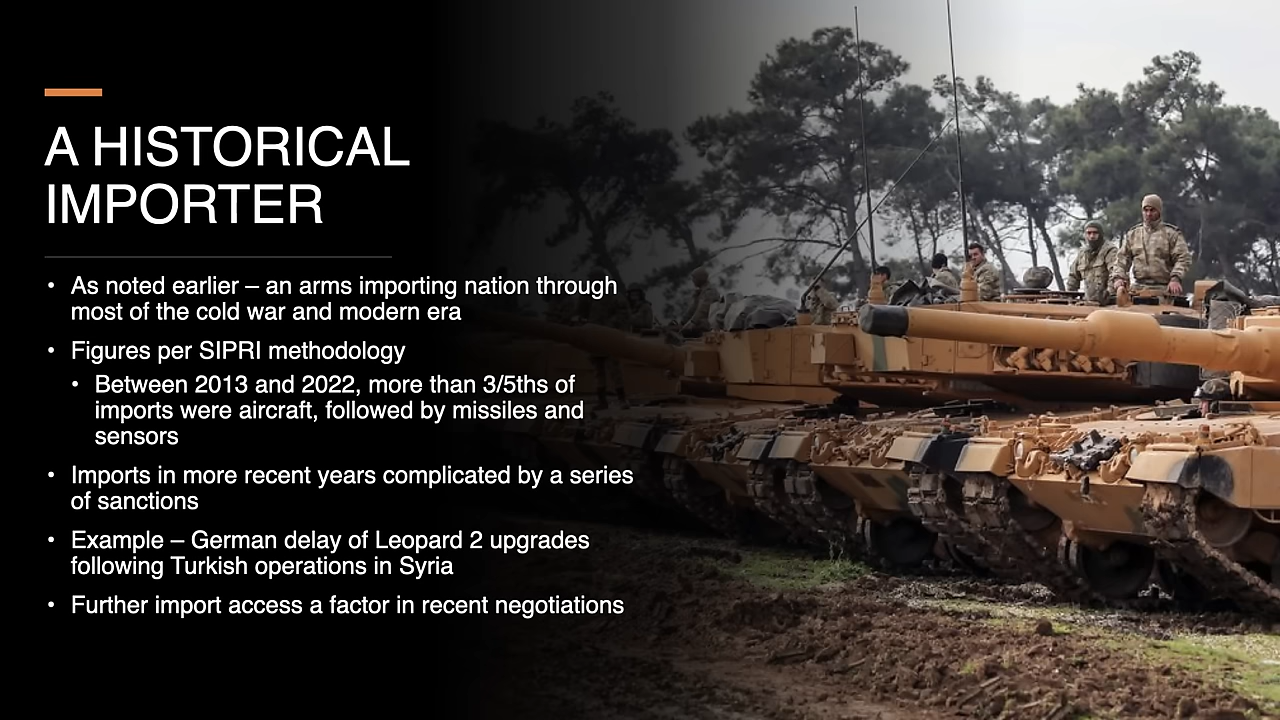 A HISTORICAL
IMPORTER
• As noted earlier – an arms importing nation through
most of the cold war and modern era
• Figures per SIPRI methodology
• Between 2013 and 2022, more than 3/5ths of
imports were aircraft, followed by missiles and
sensors
• Imports in more recent years complicated by a series
of sanctions
• Example – German delay of Leopard 2 upgrades
following Turkish operations in Syria
• Further import access a factor in recent negotiations